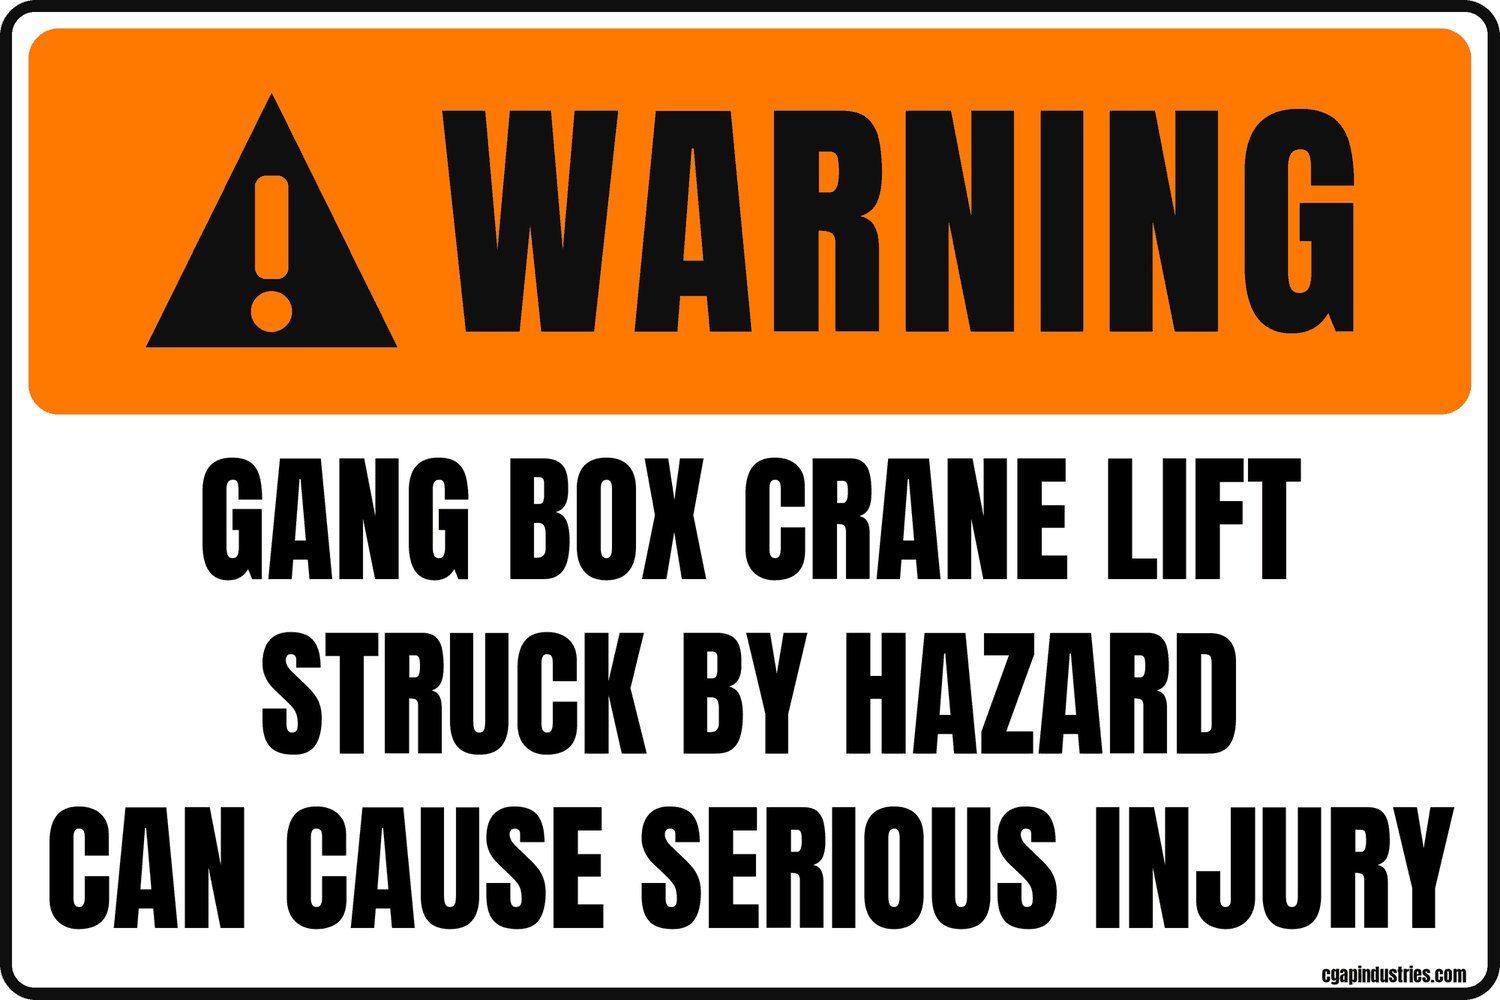 WARNING
GANG BOX CRANE LIFT
STRUCK BY HAZARD
CAN CAUSE SERIOUS INJURY
cgapindustries.com